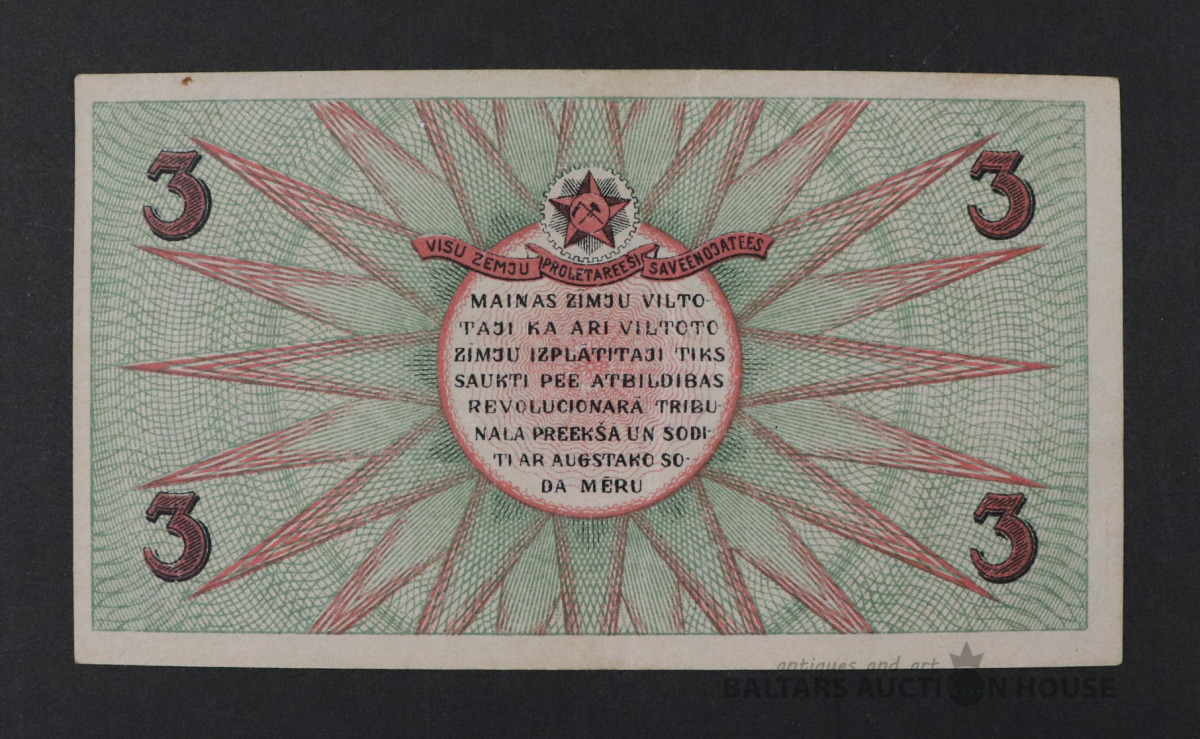 3 3
VISU ZEMJU PROLETAREEŠI SAVEENOJATEES
MAIŅAS ZĪMJU VILTO-
TAJI KA ARI VILTOTO
ZĪMJU IZPLĀTITAJI TIKS
SAUKTI PEE ATBILDIBAS
REVOLUCIONARĀ TRIBU-
NALA PREEKŠA UN SODI-
TI AR AUGSTAKO SO-
DA MĒRU
3 3
antiques and art
BALTARS AUCTION HOUSE